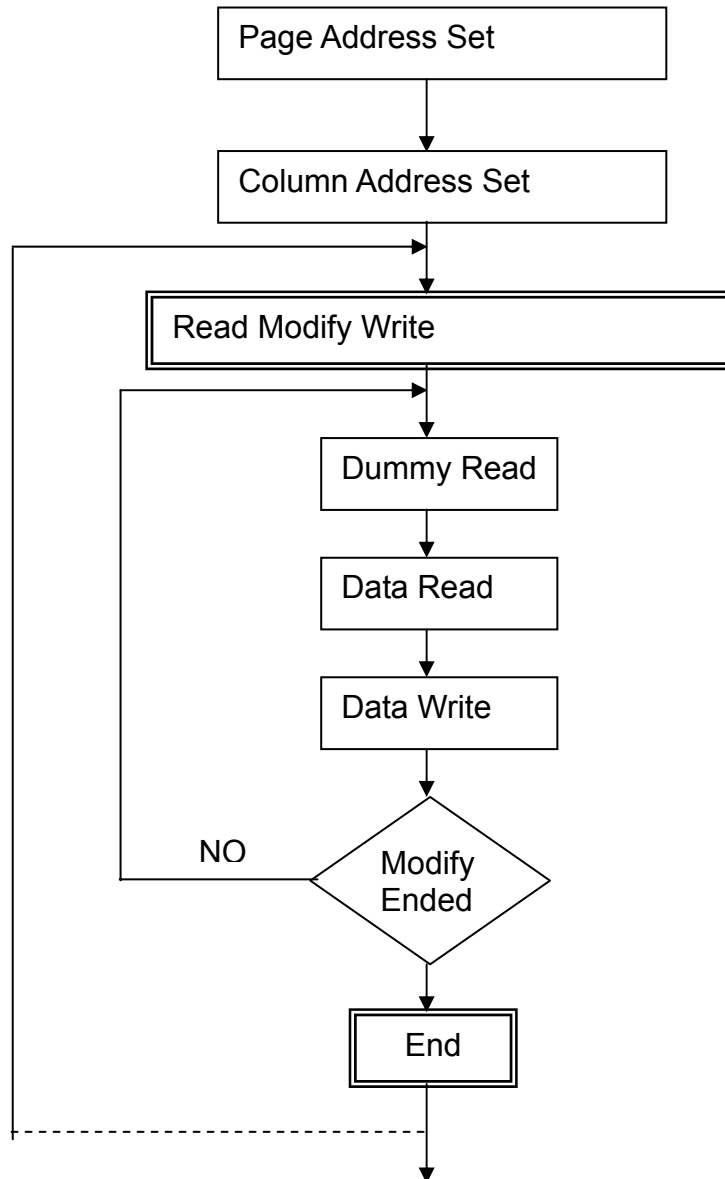 Page Address Set
Column Address Set
Read Modify Write
Dummy Read
Data Read
Data Write
NO
Modify
Ended
End